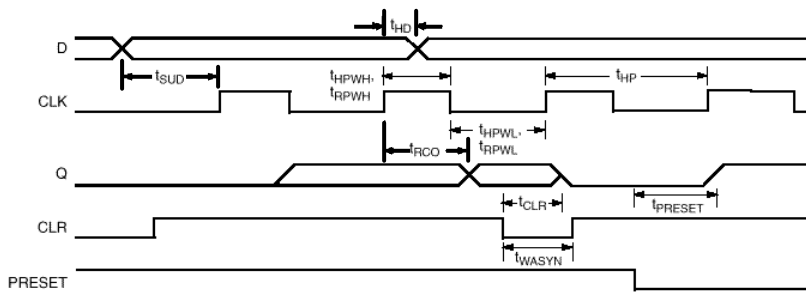 tHD
D
tSUD
tHPWH,
tRPWH
tHP
CLK
tHPWL,
tRPWL
tRCO
Q
tCLR
tPRESET
CLR
tWASYN
PRESET